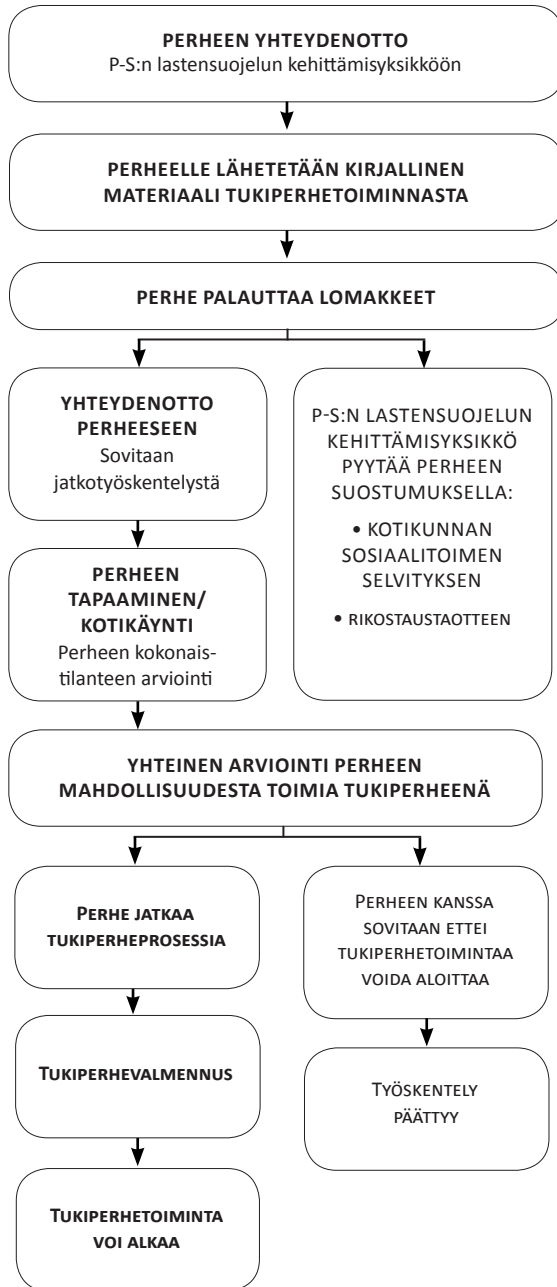 PERHEEN YHTEYDENOTTO
P-S:n lastensuojelun kehittämisyksikköön
PERHEELLE LÄHETETÄÄN KIRJALLINEN
MATERIAALI TUKIPERHETOIMINNASTA
PERHE PALAUTTAA LOMAKKEET
YHTEYDENOTTO
PERHEESEEN
Sovitaan
jatkotyöskentelystä
P-S:N LASTENSUOJELUN
KEHITTÄMISYKSIKKÖ
PYYTÄÄ PERHEEN
SUOSTUMUKSELLA:
• KOTIKUNNAN
SOSIAALITOIMEN
SELVITYKSEN
• RIKOSTAUSTAOTTEEN
PERHEEN
TAPAAMINEN/
KOTIKÄYNTI
Perheen kokonais-
tilanteen arviointi
YHTEINEN ARVIOINTI PERHEEN
MAHDOLLISUUDESTA TOIMIA TUKIPERHEENÄ
PERHE JATKAA
TUKIPERHEPROSESSIA
PERHEEN KANSSA
SOVITAAN ETTEI
TUKIPERHETOIMINTAA
VOIDA ALOITTAA
TUKIPERHEVALMENNUS
TYÖSKENTELY
PÄÄTTYY
TUKIPERHETOIMINTA
VOI ALKAA